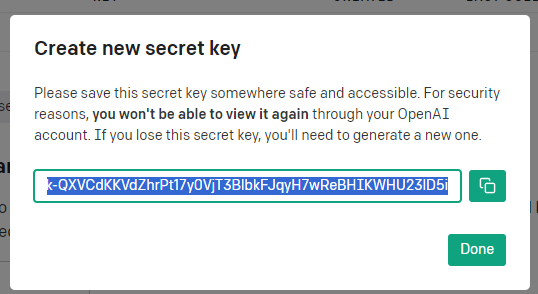 Create new secret key
Please save this secret key somewhere safe and accessible. For security
reasons, you won't be able to view it again through your OpenAI
account. If you lose this secret key, you'll need to generate a new one.
Done